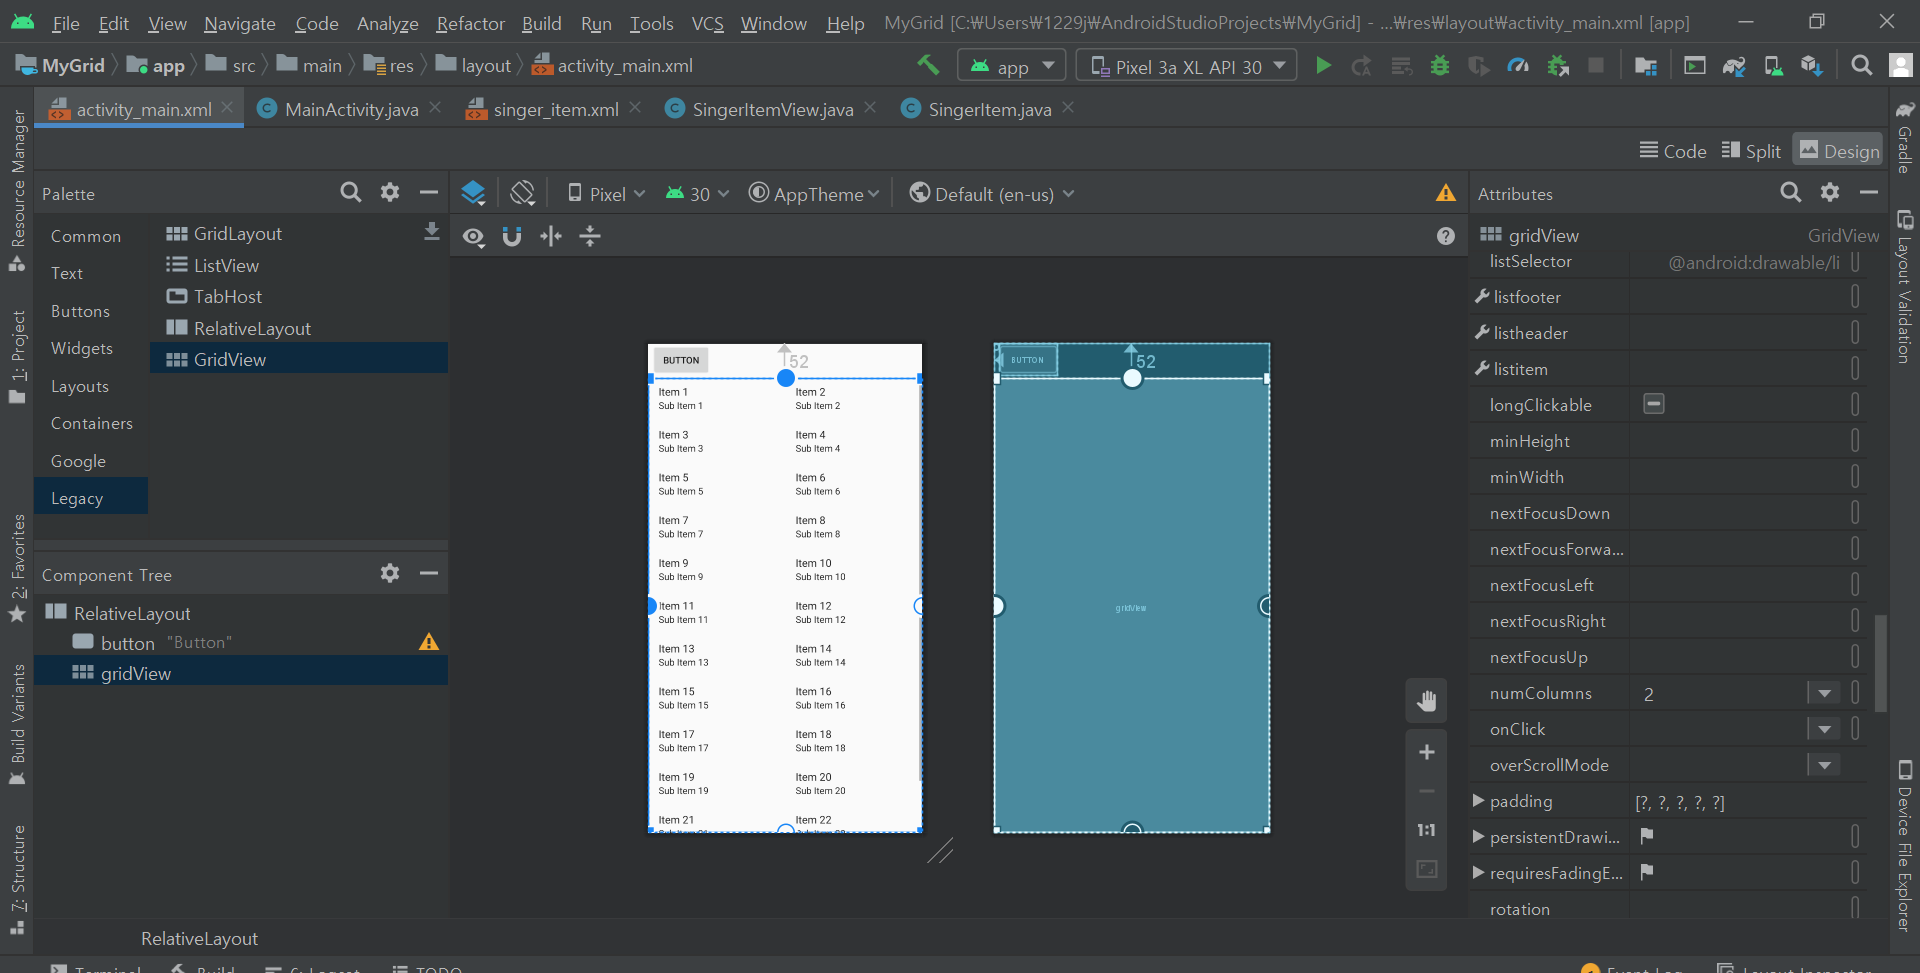 File Edit View Navigate Code Analyze Refactor Build Run Tools VCS Window Help MyGrid [C:₩Users₩1229j₩AndroidStudioProjects₩MyGrid] - ...₩res₩layout₩activity_main.xml [app]
MyGrid app src main res layout activity_main.xml app Pixel 3a XL API 30
activity_main.xml MainActivity.java singer_item.xml SingerItemView.java SingerItem.java
Code Split Design
Palette
Pixel 30 AppTheme Default (en-us)
Attributes
Common
Text
Buttons
Widgets
Layouts
Containers
Google
Legacy
GridLayout
ListView
TabHost
RelativeLayout
GridView
Component Tree
RelativeLayout
button "Button"
gridView
BUTTON 52
Item 1 Item 2
Sub Item 1 Sub Item 2
Item 3 Item 4
Sub Item 3 Sub Item 4
Item 5 Item 6
Sub Item 5 Sub Item 6
Item 7 Item 8
Sub Item 7 Sub Item 8
Item 9 Item 10
Sub Item 9 Sub Item 10
Item 11 Item 12
Sub Item 11 Sub Item 12
Item 13 Item 14
Sub Item 13 Sub Item 14
Item 15 Item 16
Sub Item 15 Sub Item 16
Item 17 Item 18
Sub Item 17 Sub Item 18
Item 19 Item 20
Sub Item 19 Sub Item 20
Item 21 Item 22
BUTTON 52
gridView
1:1
gridView GridView
listSelector @android:drawable/li
listfooter
listheader
listitem
longClickable
minHeight
minWidth
nextFocusDown
nextFocusForwa...
nextFocusLeft
nextFocusRight
nextFocusUp
numColumns 2
onClick
overScrollMode
padding [?, ?, ?, ?, ?]
persistentDrawi...
requiresFadingE...
rotation
Resource Manager
1: Project
2: Favorites
Build Variants
7: Structure
Gradle
Layout Validation
Device File Explorer
RelativeLayout
Terminal Build 6: Logcat TODO Event Log Layout Inspector